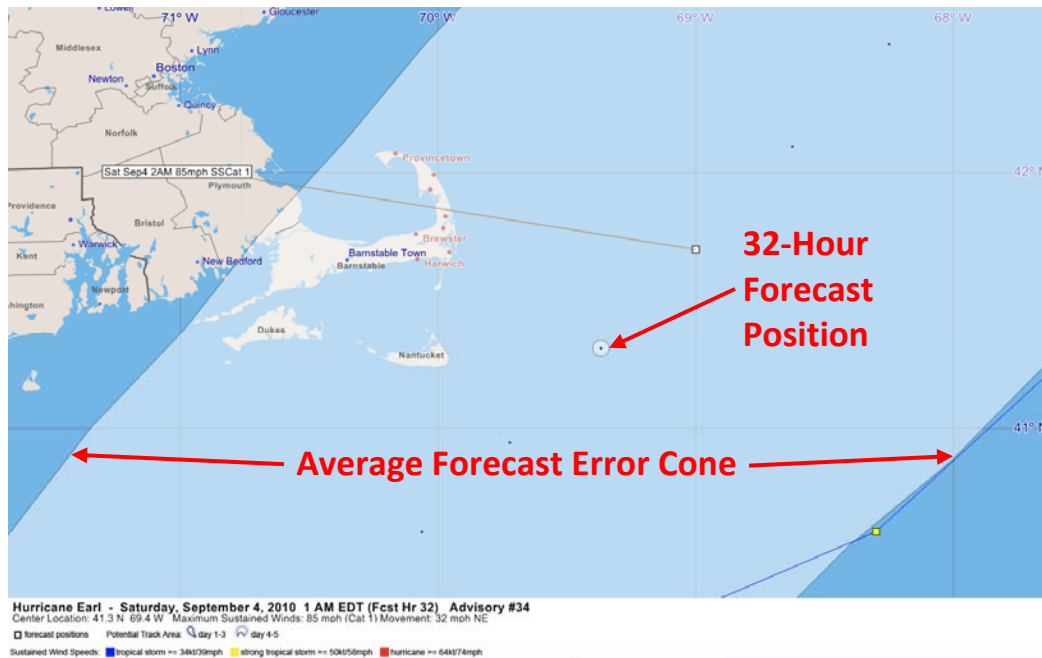 Lowell
Gloucester
71° W
70° W
69° W
68° W
Middlesex
Lynn
Boston
Newton
Suffolk
Quincy
Norfolk
Provincetown
42° N
Sat Sep4 2AM 85mph SSCat 1
Plymouth
Providence
Bristol
Brewster
Warwick
Barnstable Town
Kent
New Bedford
Barnstable
Harwich
32-Hour
Forecast
Position
Newport
hington
Dukes
Nantucket
41° N
Average Forecast Error Cone
Hurricane Earl - Saturday, September 4, 2010 1 AM EDT (Fcst Hr 32) Advisory #34
Center Location: 41.3 N 69.4 W Maximum Sustained Winds: 85 mph (Cat 1) Movement: 32 mph NE
forecast positions Potential Track Area: day 1-3 day 4-5
Sustained Wind Speeds: tropical storm >= 34kt/39mph strong tropical storm >= 50kt/58mph hurricane >= 64kt/74mph